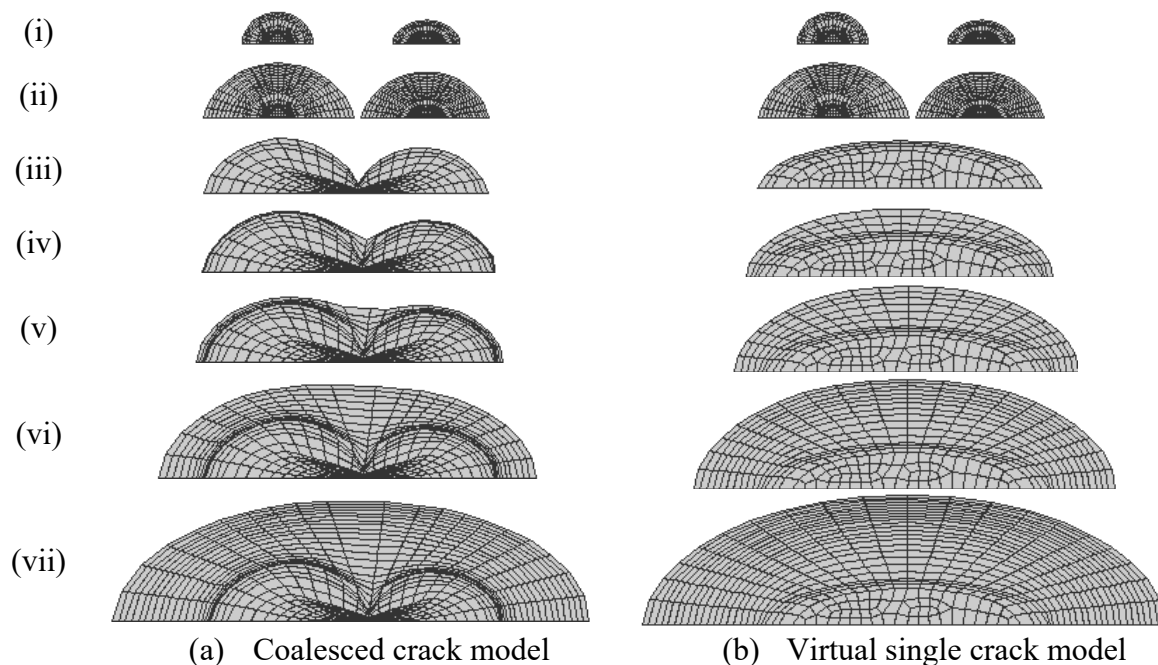 (i)
(ii)
(iii)
(iv)
(v)
(vi)
(vii)
(a) Coalesced crack model
(b) Virtual single crack model